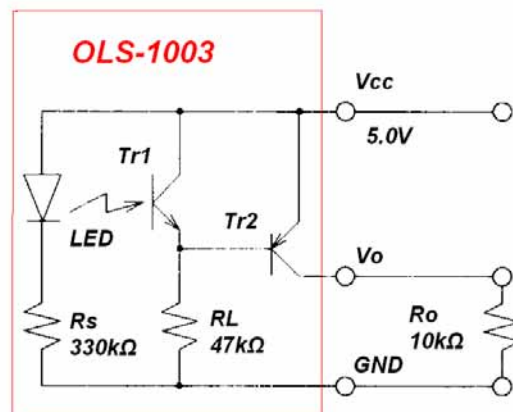 OLS-1003
Vcc
5.0V
Tr1
Tr2
LED
Vo
Rs
330kΩ
RL
47kΩ
Ro
10kΩ
GND